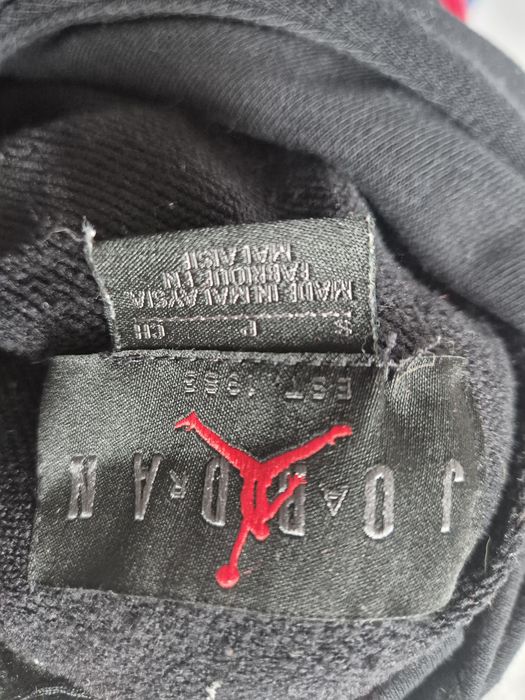 JORDAN
A R
EST 1985
S P CH
MADE IN MALAYSIA
FABRIQUE EN
MALAISIE